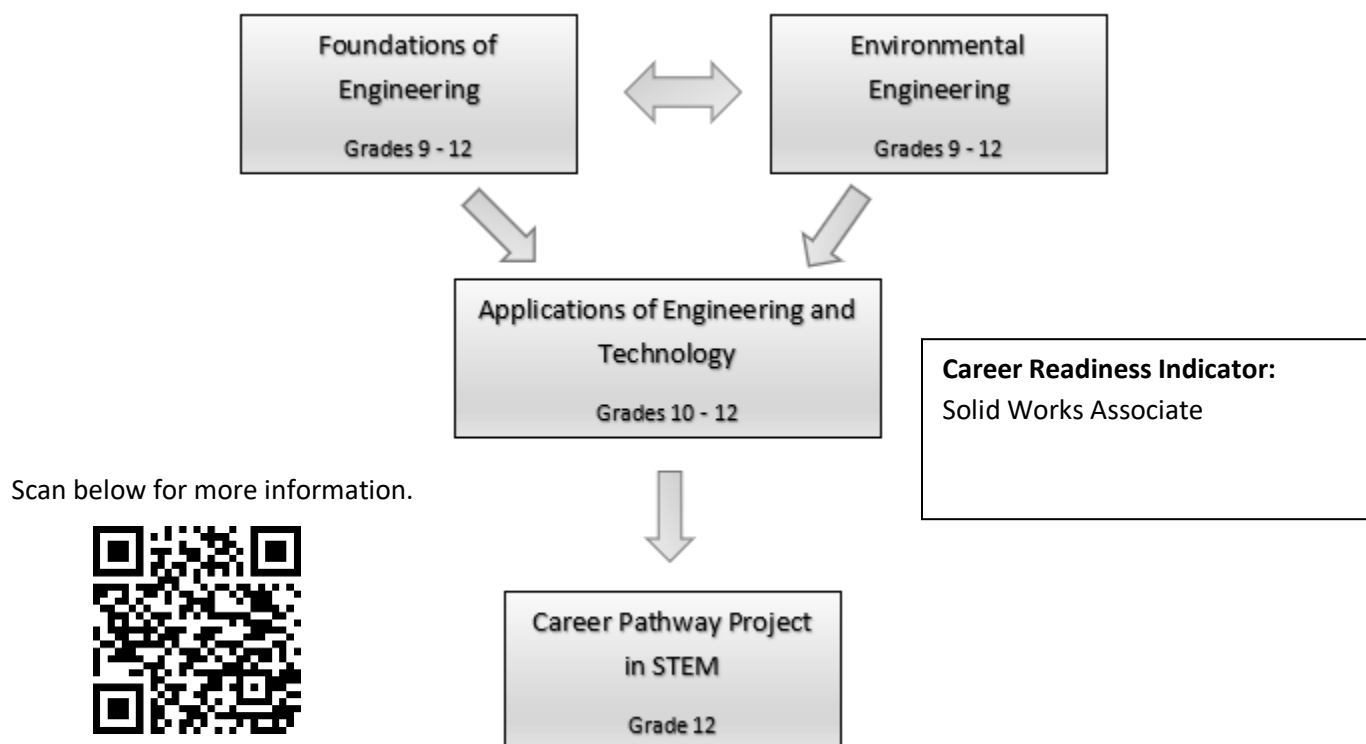 Foundations of
Engineering
Grades 9 - 12
Environmental
Engineering
Grades 9 - 12
Applications of Engineering and
Technology
Grades 10 - 12
Career Readiness Indicator:
Solid Works Associate
Scan below for more information.
Career Pathway Project
in STEM
Grade 12